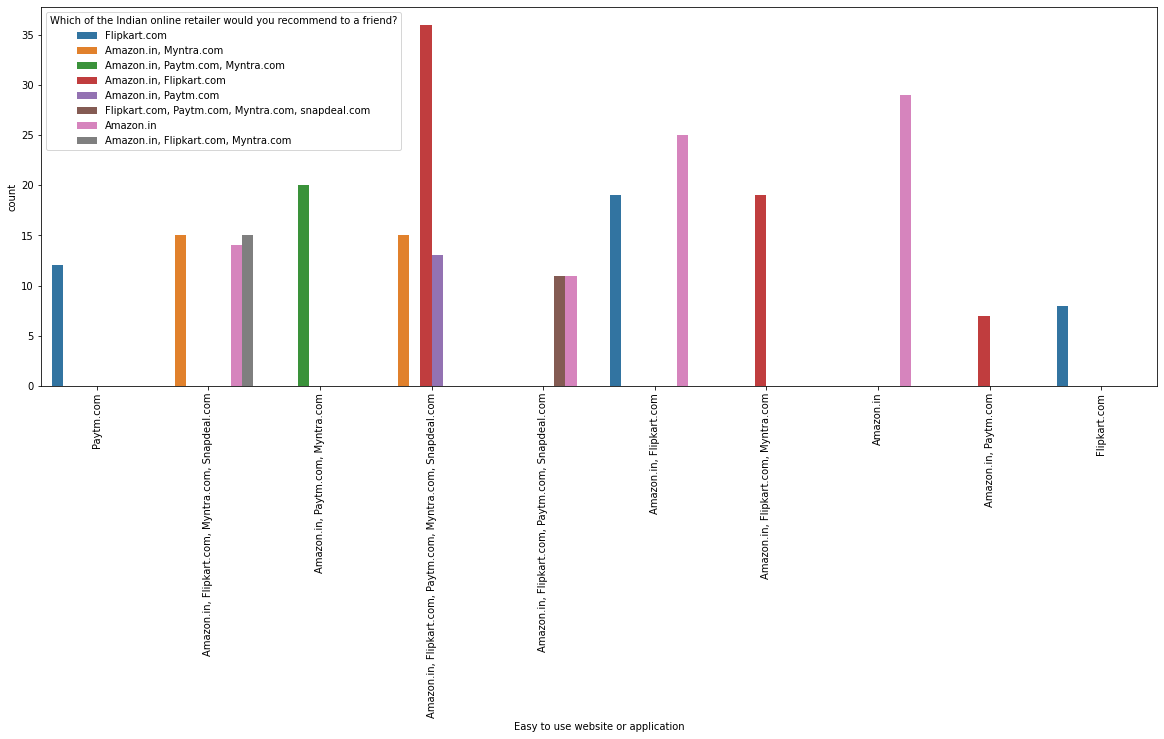 Which of the Indian online retailer would you recommend to a friend?
Flipkart.com
Amazon.in, Myntra.com
Amazon.in, Paytm.com, Myntra.com
Amazon.in, Flipkart.com
Amazon.in, Paytm.com
Flipkart.com, Paytm.com, Myntra.com, snapdeal.com
Amazon.in
Amazon.in, Flipkart.com, Myntra.com
count
35
30
25
20
15
10
5
0
Paytm.com
Amazon.in, Flipkart.com, Myntra.com, Snapdeal.com
Amazon.in, Paytm.com, Myntra.com
Amazon.in, Flipkart.com, Paytm.com, Myntra.com, Snapdeal.com
Amazon.in, Flipkart.com, Paytm.com, Snapdeal.com
Amazon.in, Flipkart.com
Amazon.in, Flipkart.com, Myntra.com
Amazon.in
Amazon.in, Paytm.com
Flipkart.com
Easy to use website or application